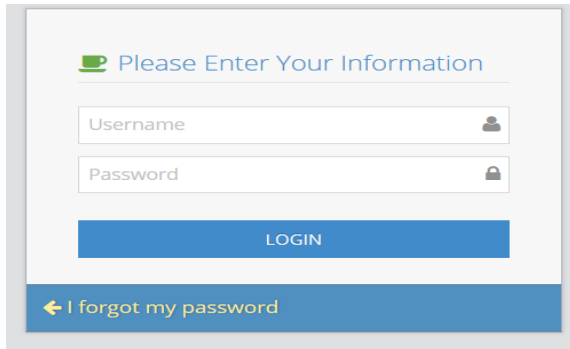 Please Enter Your Information
Username
Password
LOGIN
I forgot my password